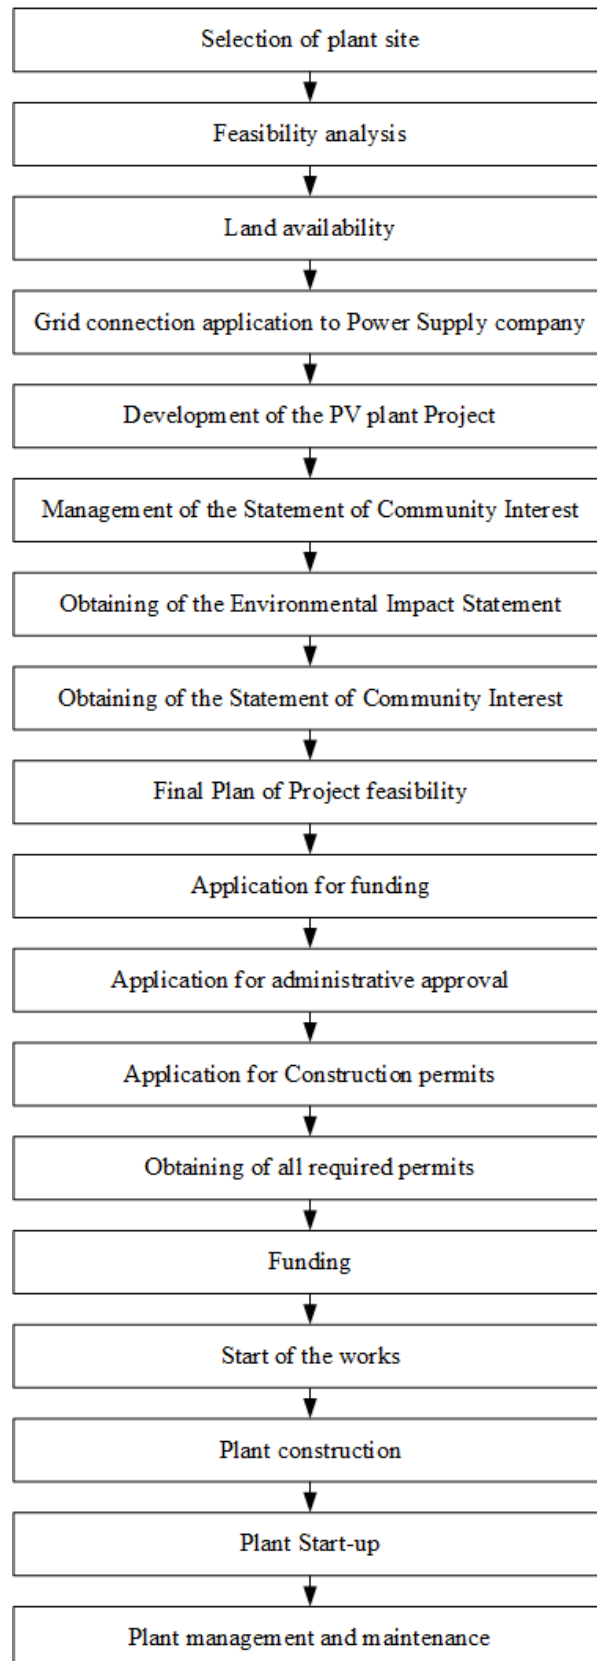 Selection of plant site
Feasibility analysis
Land availability
Grid connection application to Power Supply company
Development of the PV plant Project
Management of the Statement of Community Interest
Obtaining of the Environmental Impact Statement
Obtaining of the Statement of Community Interest
Final Plan of Project feasibility
Application for funding
Application for administrative approval
Application for Construction permits
Obtaining of all required permits
Funding
Start of the works
Plant construction
Plant Start-up
Plant management and maintenance